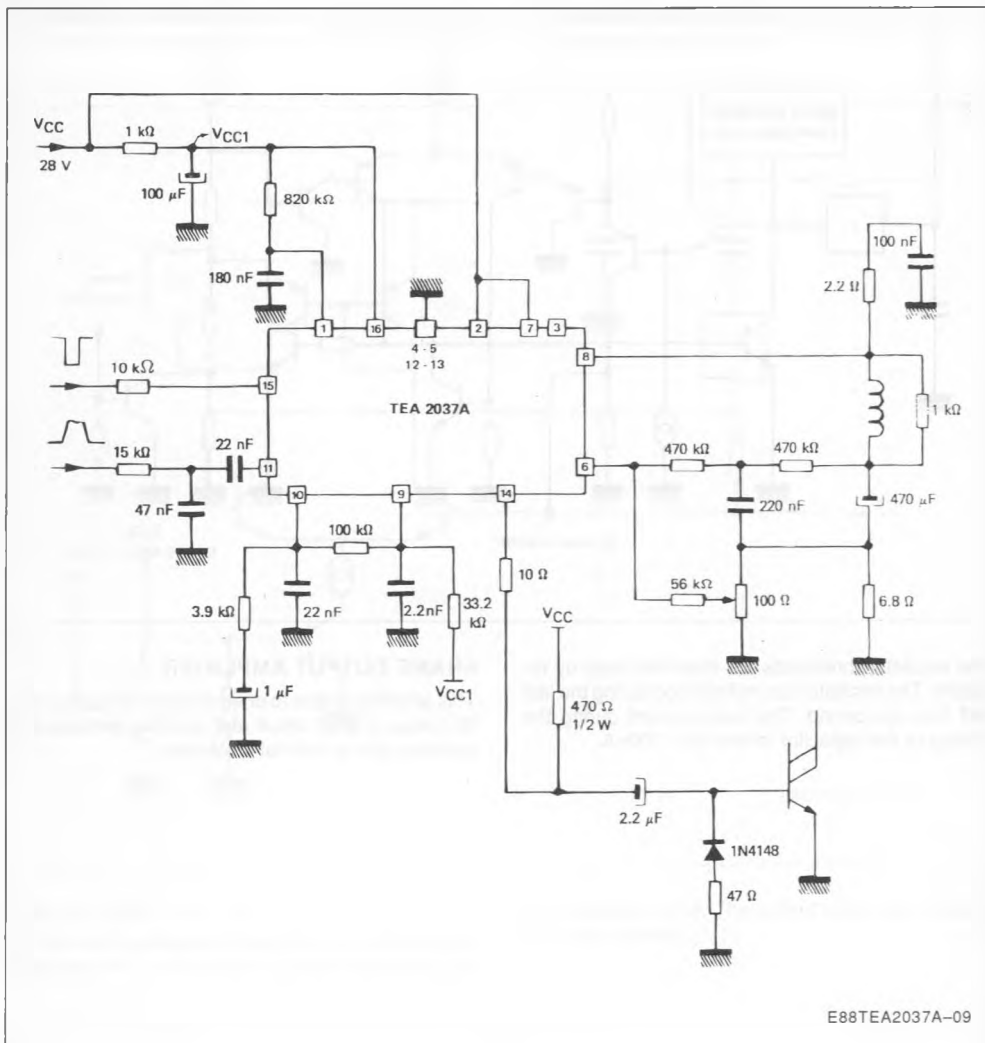 VCC
28 V
1 kΩ
VCC1
100 µF
820 kΩ
180 nF
1
16
4 - 5
12 - 13
2
7
3
8
100 nF
2.2 Ω
1 kΩ
10 kΩ
15
TEA 2037A
15 kΩ
22 nF
11
47 nF
10
9
14
6
470 kΩ
470 kΩ
220 nF
470 µF
100 kΩ
3.9 kΩ
22 nF
2.2nF
33.2
kΩ
1 µF
VCC1
10 Ω
VCC
56 kΩ
100 Ω
6.8 Ω
470 Ω
1/2 W
2.2 µF
1N4148
47 Ω
E88TEA2037A–09